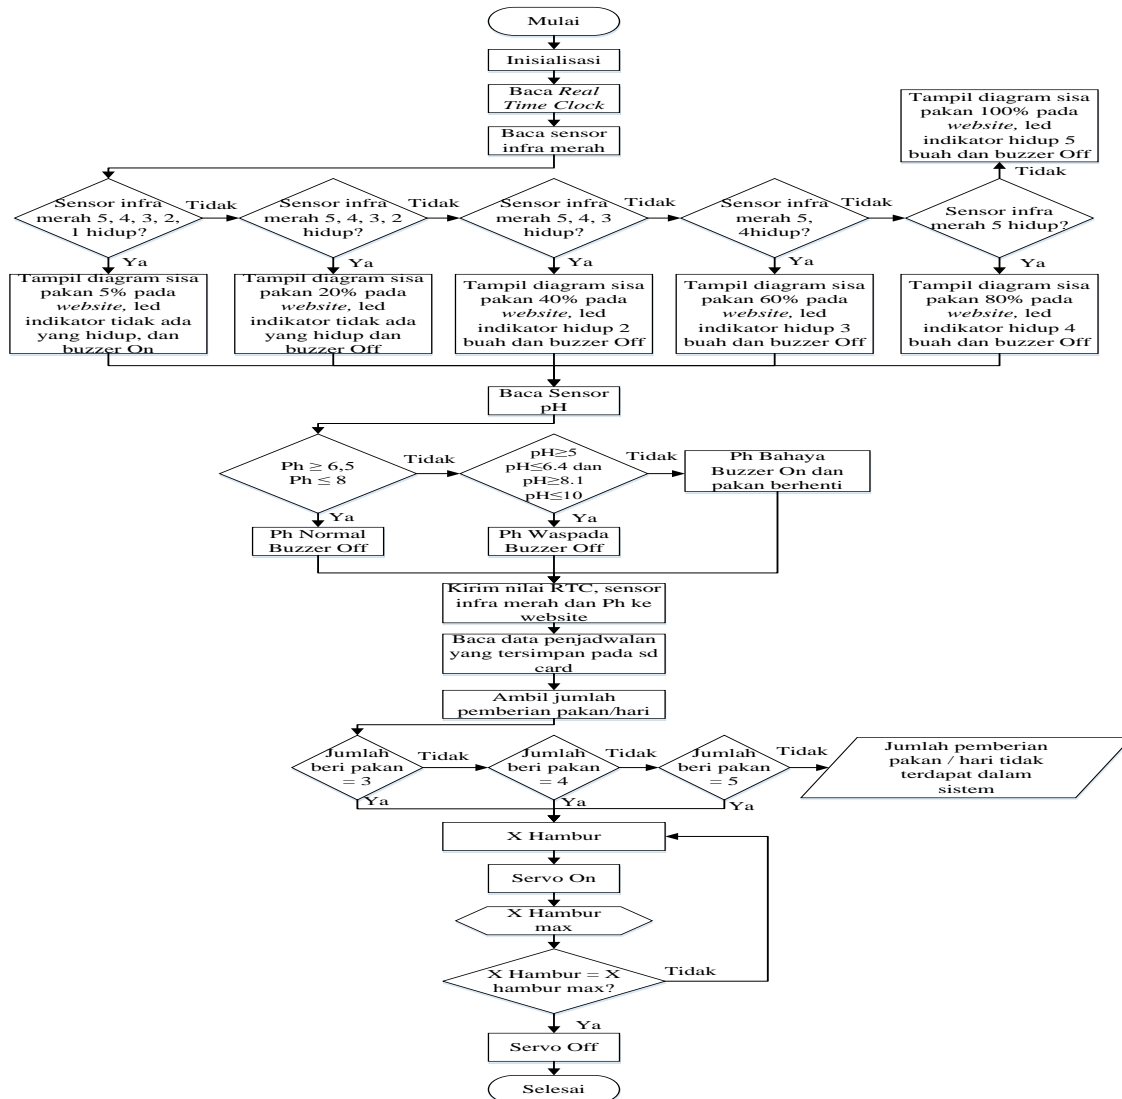 Mulai
Inisialisasi
Baca Real
Time Clock
Baca sensor
infra merah
Tampil diagram sisa
pakan 100% pada
website, led
indikator hidup 5
buah dan buzzer Off
Tidak
Sensor infra
merah 5, 4, 3, 2,
1 hidup?
Tidak
Sensor infra
merah 5, 4, 3, 2
hidup?
Tidak
Sensor infra
merah 5, 4, 3
hidup?
Tidak
Sensor infra
merah 5,
4hidup?
Tidak
Sensor infra
merah 5 hidup?
Ya
Ya
Ya
Ya
Ya
Tampil diagram sisa
pakan 5% pada
website, led
indikator tidak ada
yang hidup, dan
buzzer On
Tampil diagram sisa
pakan 20% pada
website, led
indikator tidak ada
yang hidup dan
buzzer Off
Tampil diagram sisa
pakan 40% pada
website, led
indikator hidup 2
buah dan buzzer Off
Tampil diagram sisa
pakan 60% pada
website, led
indikator hidup 3
buah dan buzzer Off
Tampil diagram sisa
pakan 80% pada
website, led
indikator hidup 4
buah dan buzzer Off
Baca Sensor
pH
Ph ≥ 6,5
Ph ≤ 8
Tidak
pH≥5
pH≤6.4 dan
pH≥8.1
pH≤10
Tidak
Ph Bahaya
Buzzer On dan
pakan berhenti
Ya
Ya
Ph Normal
Buzzer Off
Ph Waspada
Buzzer Off
Kirim nilai RTC, sensor
infra merah dan Ph ke
website
Baca data penjadwalan
yang tersimpan pada sd
card
Ambil jumlah
pemberian pakan/hari
Jumlah
beri pakan
= 3
Tidak
Jumlah
beri pakan
= 4
Tidak
Jumlah
beri pakan
= 5
Tidak
Jumlah pemberian
pakan / hari tidak
terdapat dalam
sistem
Ya
Ya
Ya
X Hambur
Servo On
X Hambur
max
X Hambur = X
hambur max?
Tidak
Ya
Servo Off
Selesai